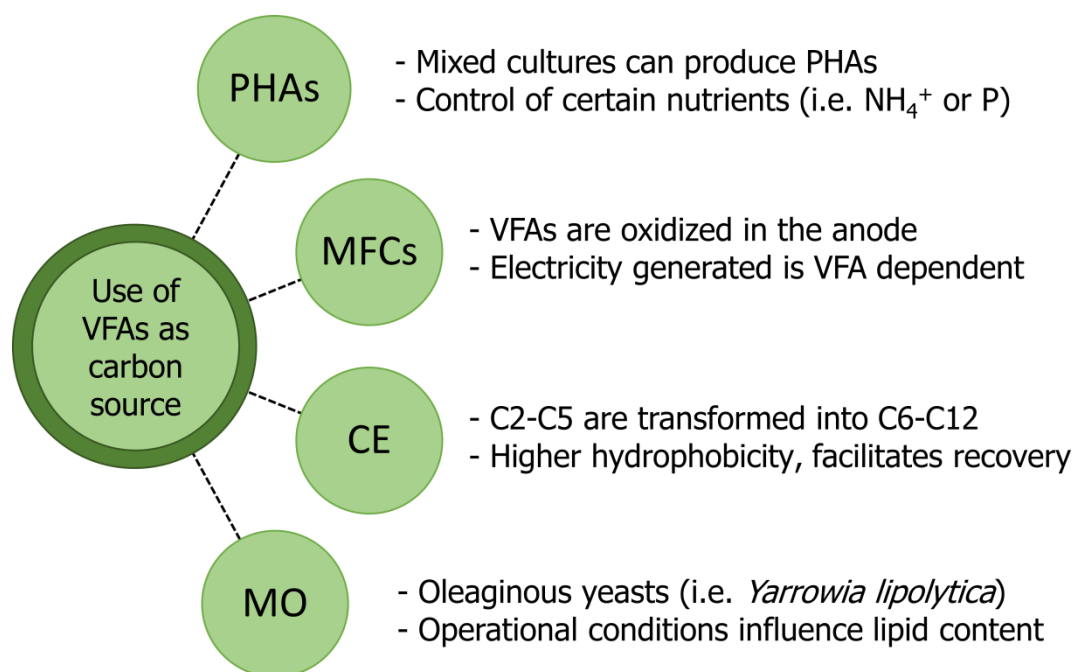 PHAs
- Mixed cultures can produce PHAs
- Control of certain nutrients (i.e. NH₄⁺ or P)
MFCs
- VFAs are oxidized in the anode
- Electricity generated is VFA dependent
Use of
VFAs as
carbon
source
CE
- C2-C5 are transformed into C6-C12
- Higher hydrophobicity, facilitates recovery
MO
- Oleaginous yeasts (i.e. Yarrowia lipolytica)
- Operational conditions influence lipid content